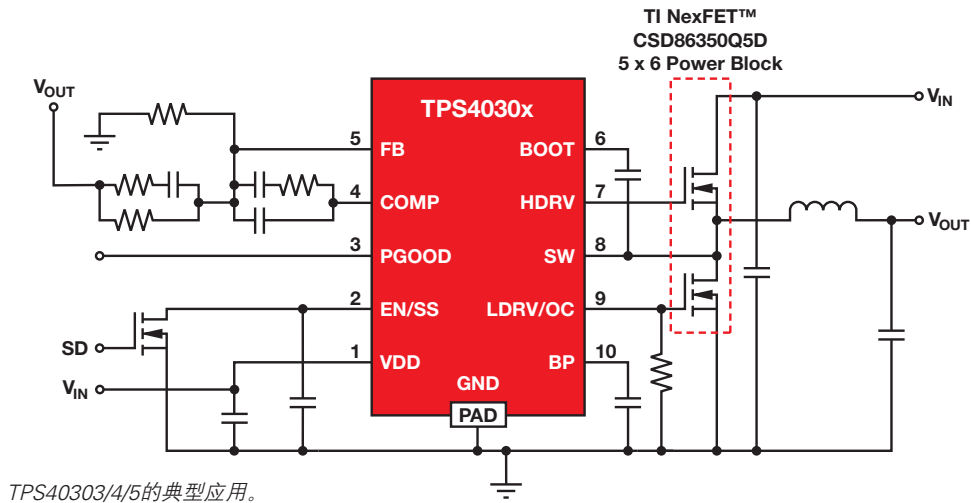 TI NexFET™
CSD86350Q5D
5 x 6 Power Block
VOUT
VIN
TPS4030x
5 FB
BOOT 6
4 COMP
HDRV 7
VOUT
3 PGOOD
SW 8
2 EN/SS
LDRV/OC 9
SD
1 VDD
BP 10
VIN
GND
PAD
TPS40303/4/5的典型应用。